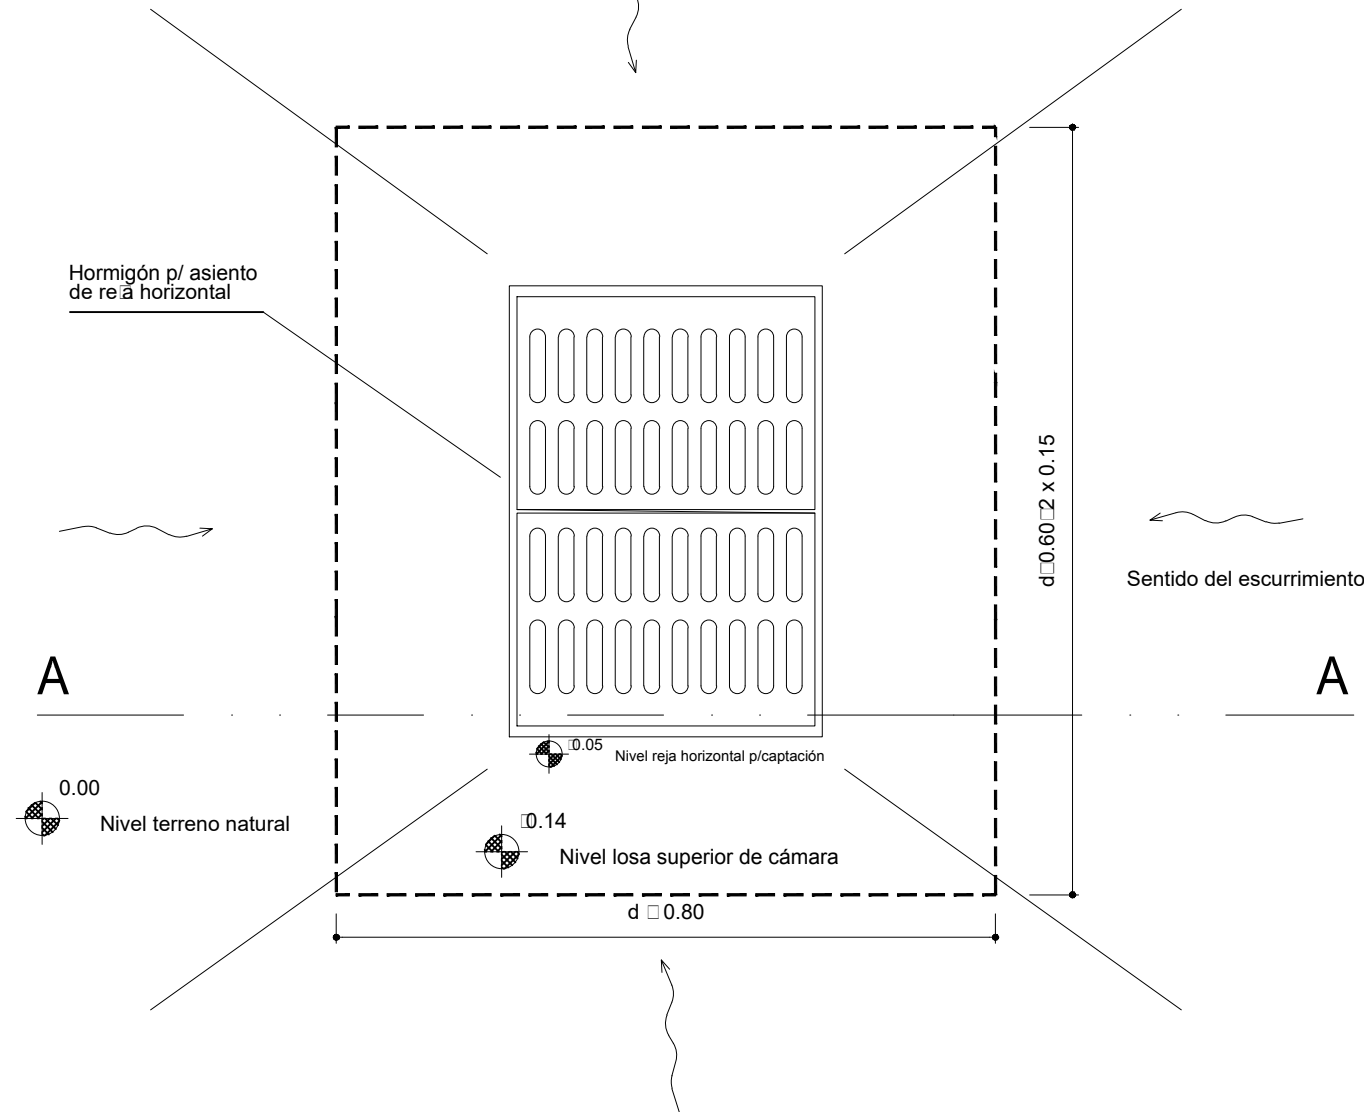 Hormigón p/ asiento
de re□a horizontal
d□0.60□2 x 0.15
Sentido del escurrimiento
A
A
□0.05
Nivel reja horizontal p/captación
0.00
Nivel terreno natural
□0.14
Nivel losa superior de cámara
d □ 0.80